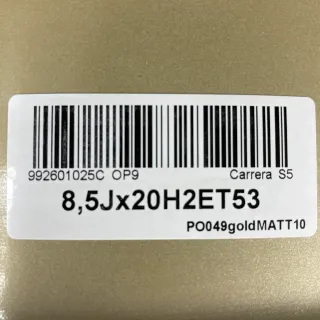 992601025C OP9 Carrera S5
8,5Jx20H2ET53
PO049goldMATT10